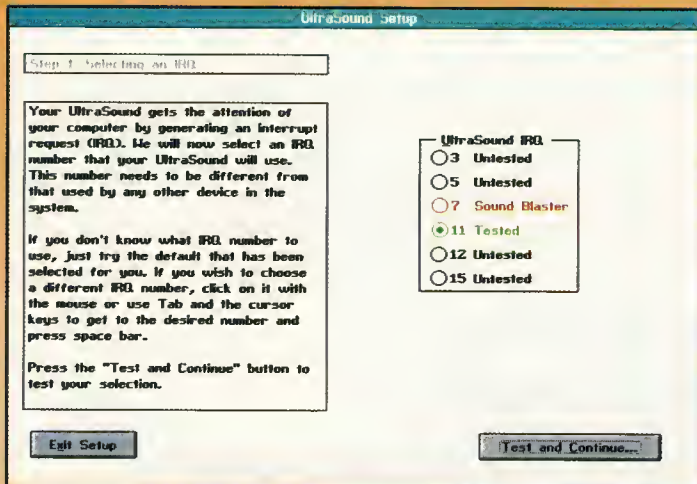 UltraSound Setup
Step 1: Selecting an IRQ
Your UltraSound gets the attention of
your computer by generating an interrupt
request (IRQ). We will now select an IRQ
number that your UltraSound will use.
This number needs to be different from
that used by any other device in the
system.
If you don't know what IRQ number to
use, just try the default that has been
selected for you. If you wish to choose
a different IRQ number, click on it with
the mouse or use Tab and the cursor
keys to get to the desired number and
press space bar.
Press the "Test and Continue" button to
test your selection.
UltraSound IRQ
3 Untested
5 Untested
7 Sound Blaster
11 Tested
12 Untested
15 Untested
Exit Setup
Test and Continue...